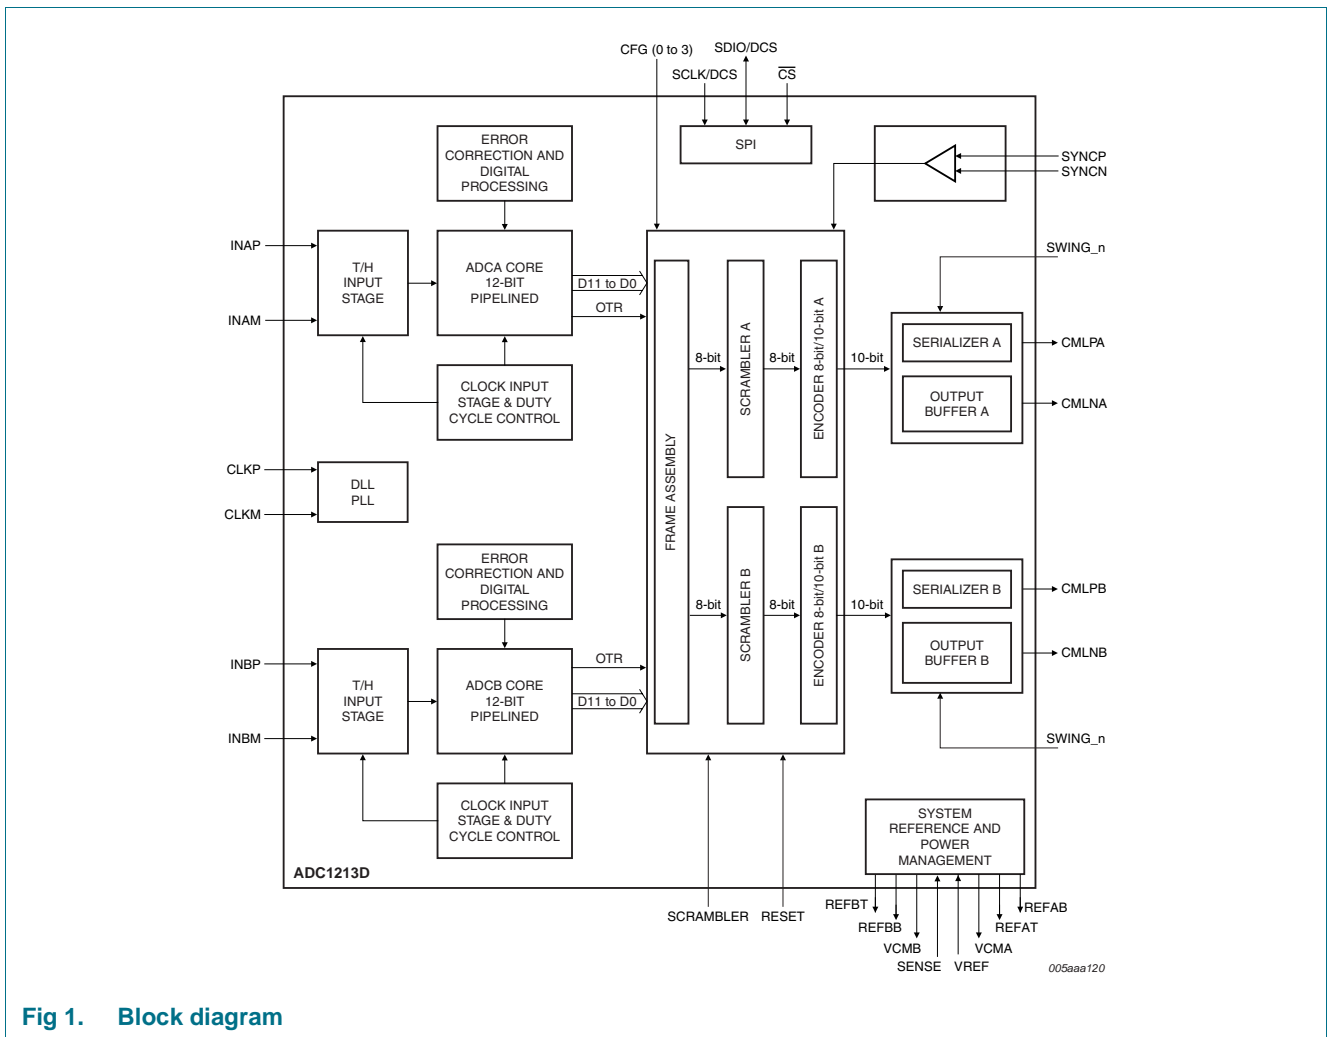 CFG (0 to 3)
SDIO/DCS
SCLK/DCS
CS
ERROR
CORRECTION AND
DIGITAL
PROCESSING
SPI
SYNCP
SYNCN
INAP
INAM
T/H
INPUT
STAGE
ADCA CORE
12-BIT
PIPELINED
D11 to D0
OTR
SWING_n
SERIALIZER A
OUTPUT
BUFFER A
CMLPA
CMLNA
8-bit
SCRAMBLER A
8-bit
ENCODER 8-bit/10-bit A
10-bit
CLOCK INPUT
STAGE & DUTY
CYCLE CONTROL
FRAME ASSEMBLY
CLKP
CLKM
DLL
PLL
ERROR
CORRECTION AND
DIGITAL
PROCESSING
8-bit
SCRAMBLER B
8-bit
ENCODER 8-bit/10-bit B
10-bit
SERIALIZER B
OUTPUT
BUFFER B
CMLPB
CMLNB
INBP
INBM
T/H
INPUT
STAGE
ADCB CORE
12-BIT
PIPELINED
OTR
D11 to D0
SWING_n
CLOCK INPUT
STAGE & DUTY
CYCLE CONTROL
SYSTEM
REFERENCE AND
POWER
MANAGEMENT
ADC1213D
SCRAMBLER
RESET
REFBT
REFBB
VCMB
SENSE
VREF
VCMA
REFAT
REFAB
005aaa120
Fig 1. Block diagram